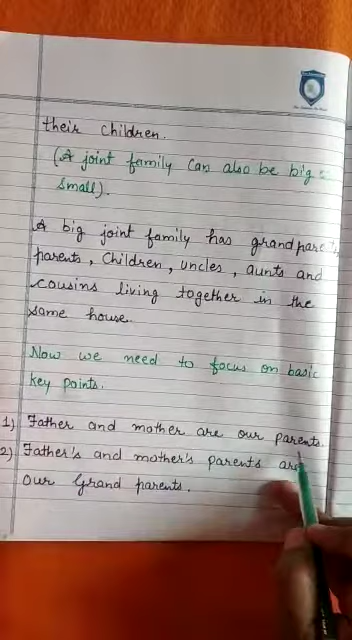 their children.
(A joint family can also be big
small).
A big joint family has grand
parents, children, uncles, aunts and
cousins living together in the
same house.
Now we need to focus on basic
key points.
1) Father and mother are our parents.
2) Father's and mother's parents are
our Grand parents.